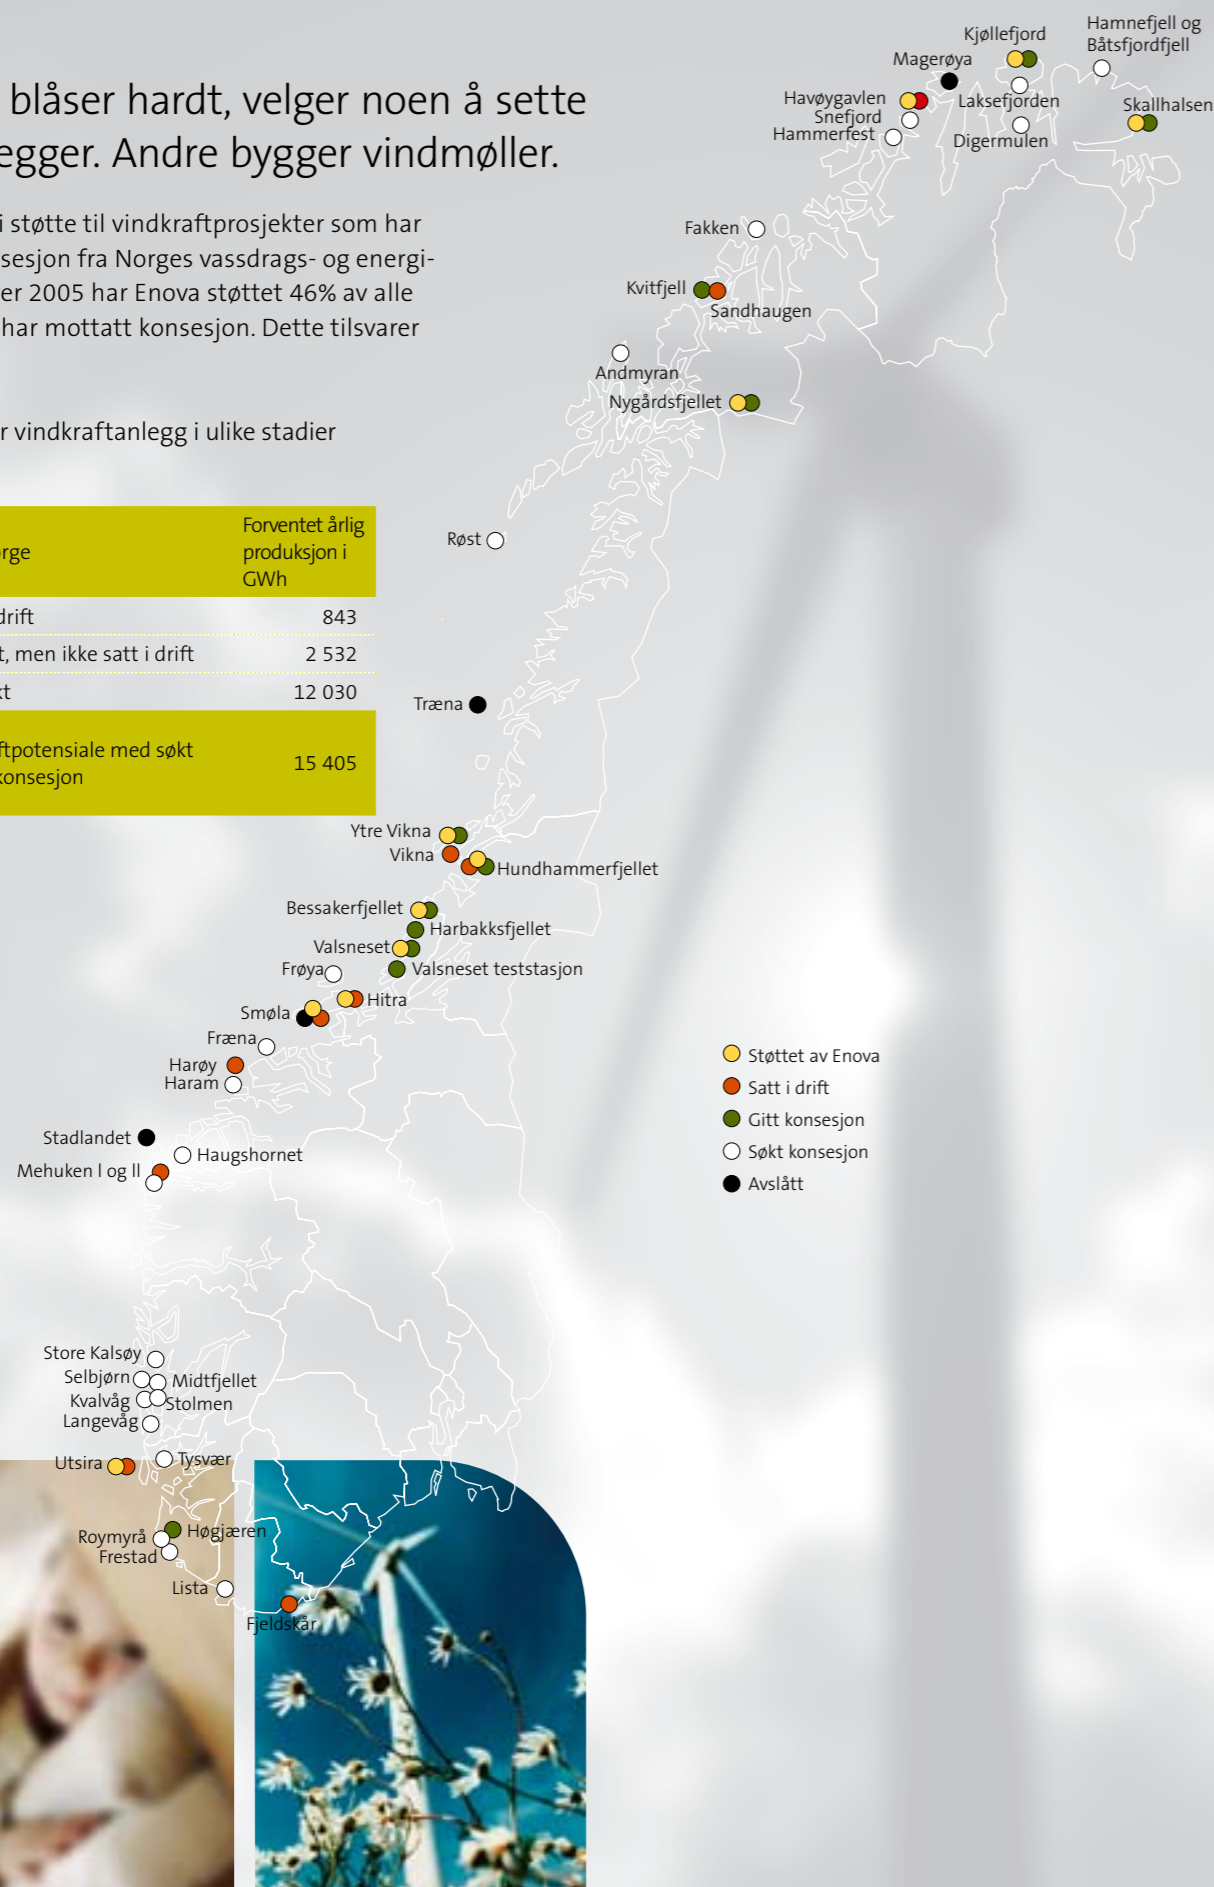 blåser hardt, velger noen å sette
egger. Andre bygger vindmøller.
i støtte til vindkraftprosjekter som har
sesjon fra Norges vassdrags- og energi-
er 2005 har Enova støttet 46% av alle
har mottatt konsesjon. Dette tilsvarer
r vindkraftanlegg i ulike stadier
orge
Forventet årlig
produksjon i
GWh
drift 843
t, men ikke satt i drift 2 532
kt 12 030
ftpotensiale med søkt
konsesjon
15 405
Hamnefjell og
Båtsfjordfjell
Kjøllefjord
Magerøya
Havøygavlen
Laksefjorden
Skallhalsen
Snefjord
Hammerfest
Digermulen
Fakken
Kvitfjell
Sandhaugen
Andmyran
Nygårdsfjellet
Røst
Træna
Ytre Vikna
Vikna
Hundhammerfjellet
Bessakerfjellet
Harbakksfjellet
Valsneset
Frøya
Valsneset teststasjon
Hitra
Smøla
Fræna
Harøy
Haram
Stadlandet
Haugshornet
Mehuken I og II
Store Kalsøy
Selbjørn
Midtfjellet
Kvalvåg
Stolmen
Langevåg
Utsira
Tysvær
Høgjæren
Roymyrå
Frestad
Lista
Fjeldskår
Støttet av Enova
Satt i drift
Gitt konsesjon
Søkt konsesjon
Avslått